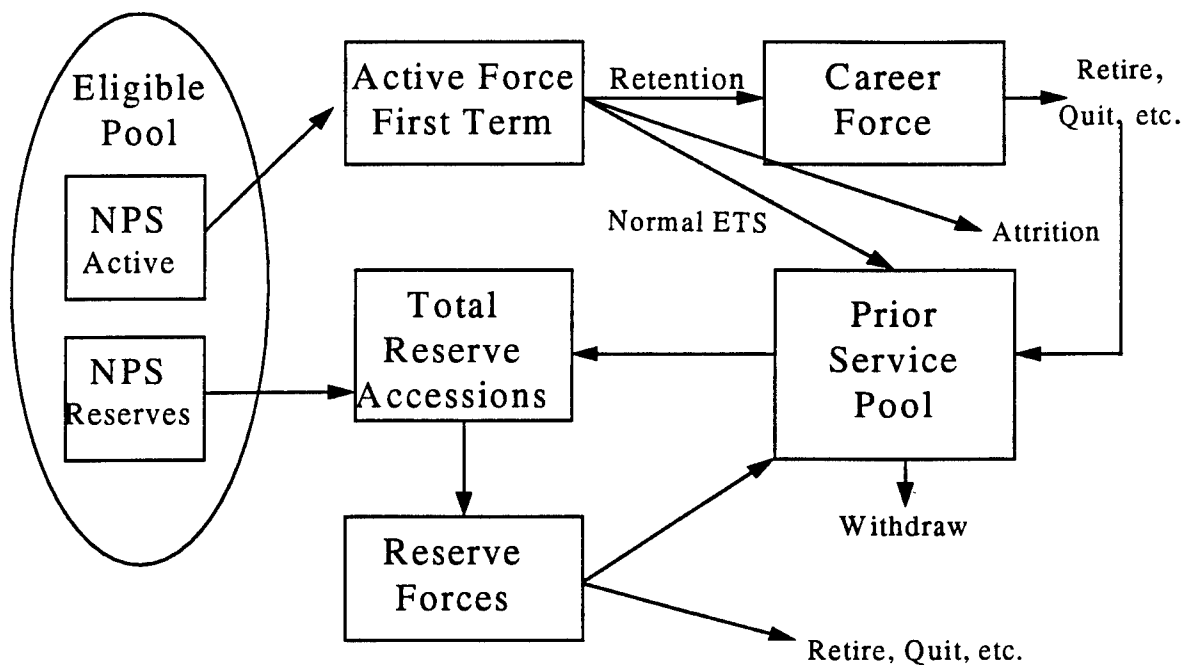 Eligible
Pool
NPS
Active
NPS
Reserves
Active Force
First Term
Retention
Career
Force
Retire,
Quit, etc.
Normal ETS
Attrition
Total
Reserve
Accessions
Prior
Service
Pool
Withdraw
Reserve
Forces
Retire, Quit, etc.